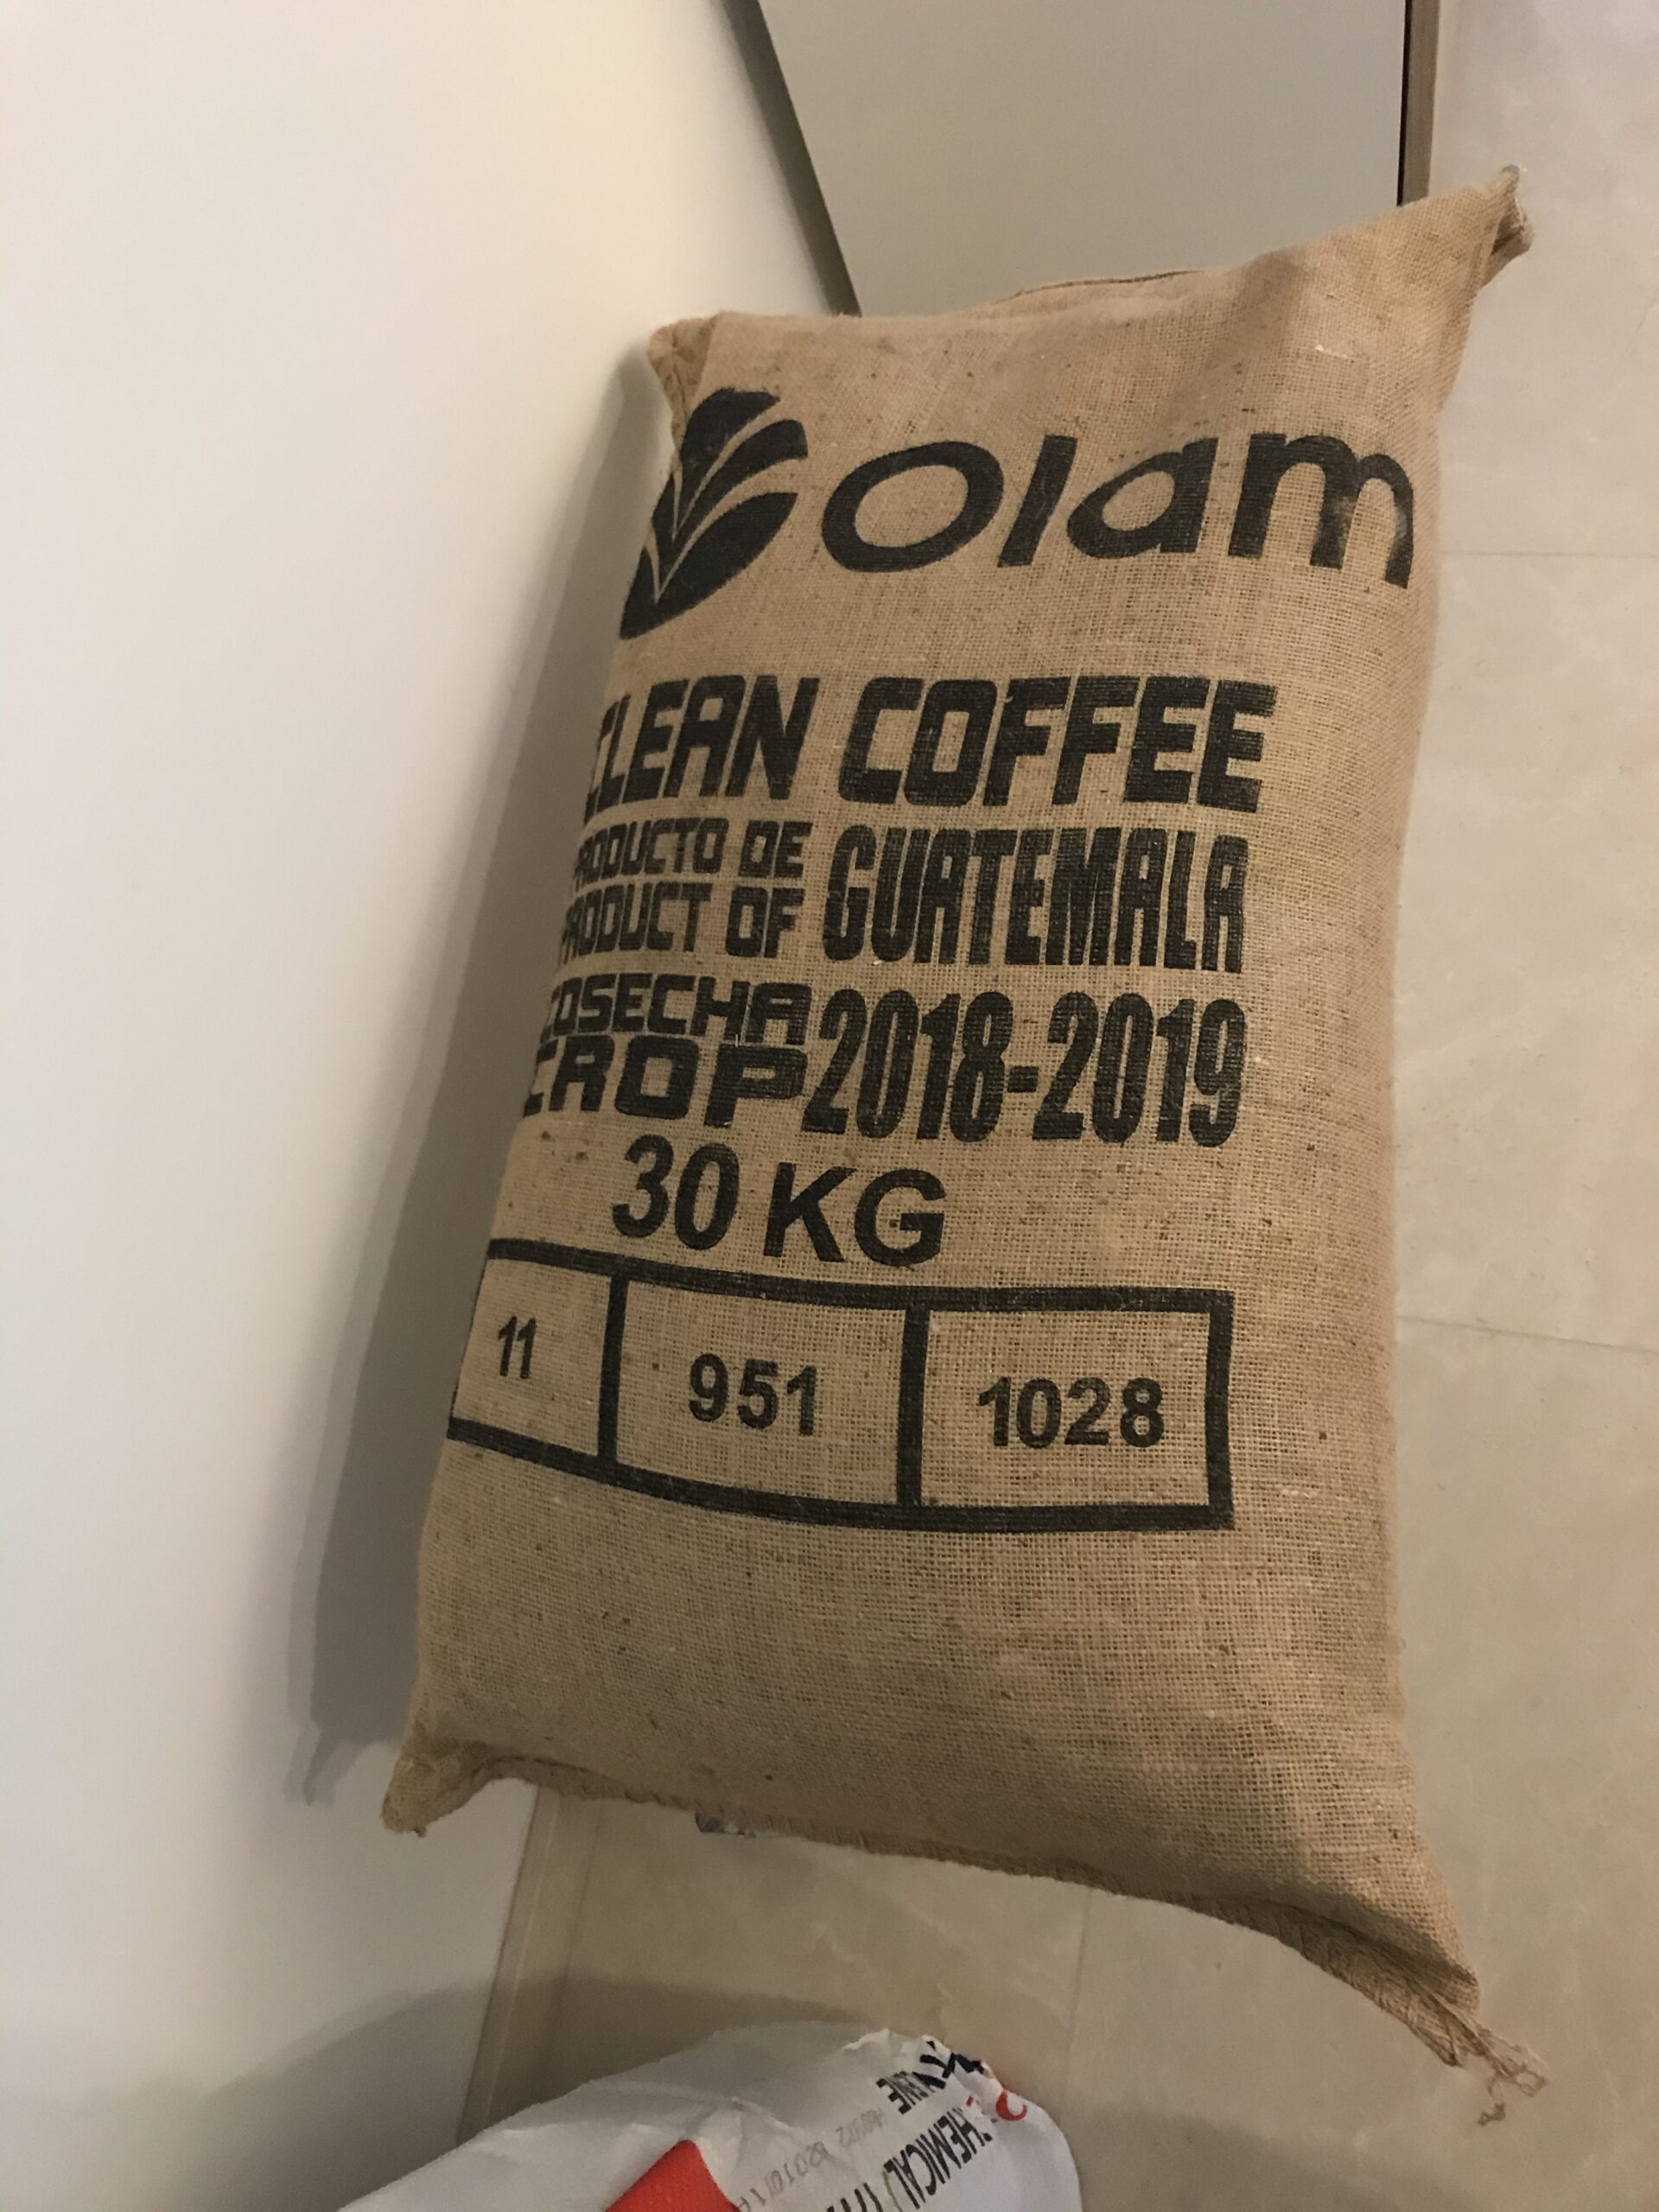 olam
CLEAN COFFEE
PRODUCTO DE
PRODUCT OF GUATEMALA
COSECHA
CROP 2018-2019
30 KG
11 951 1028